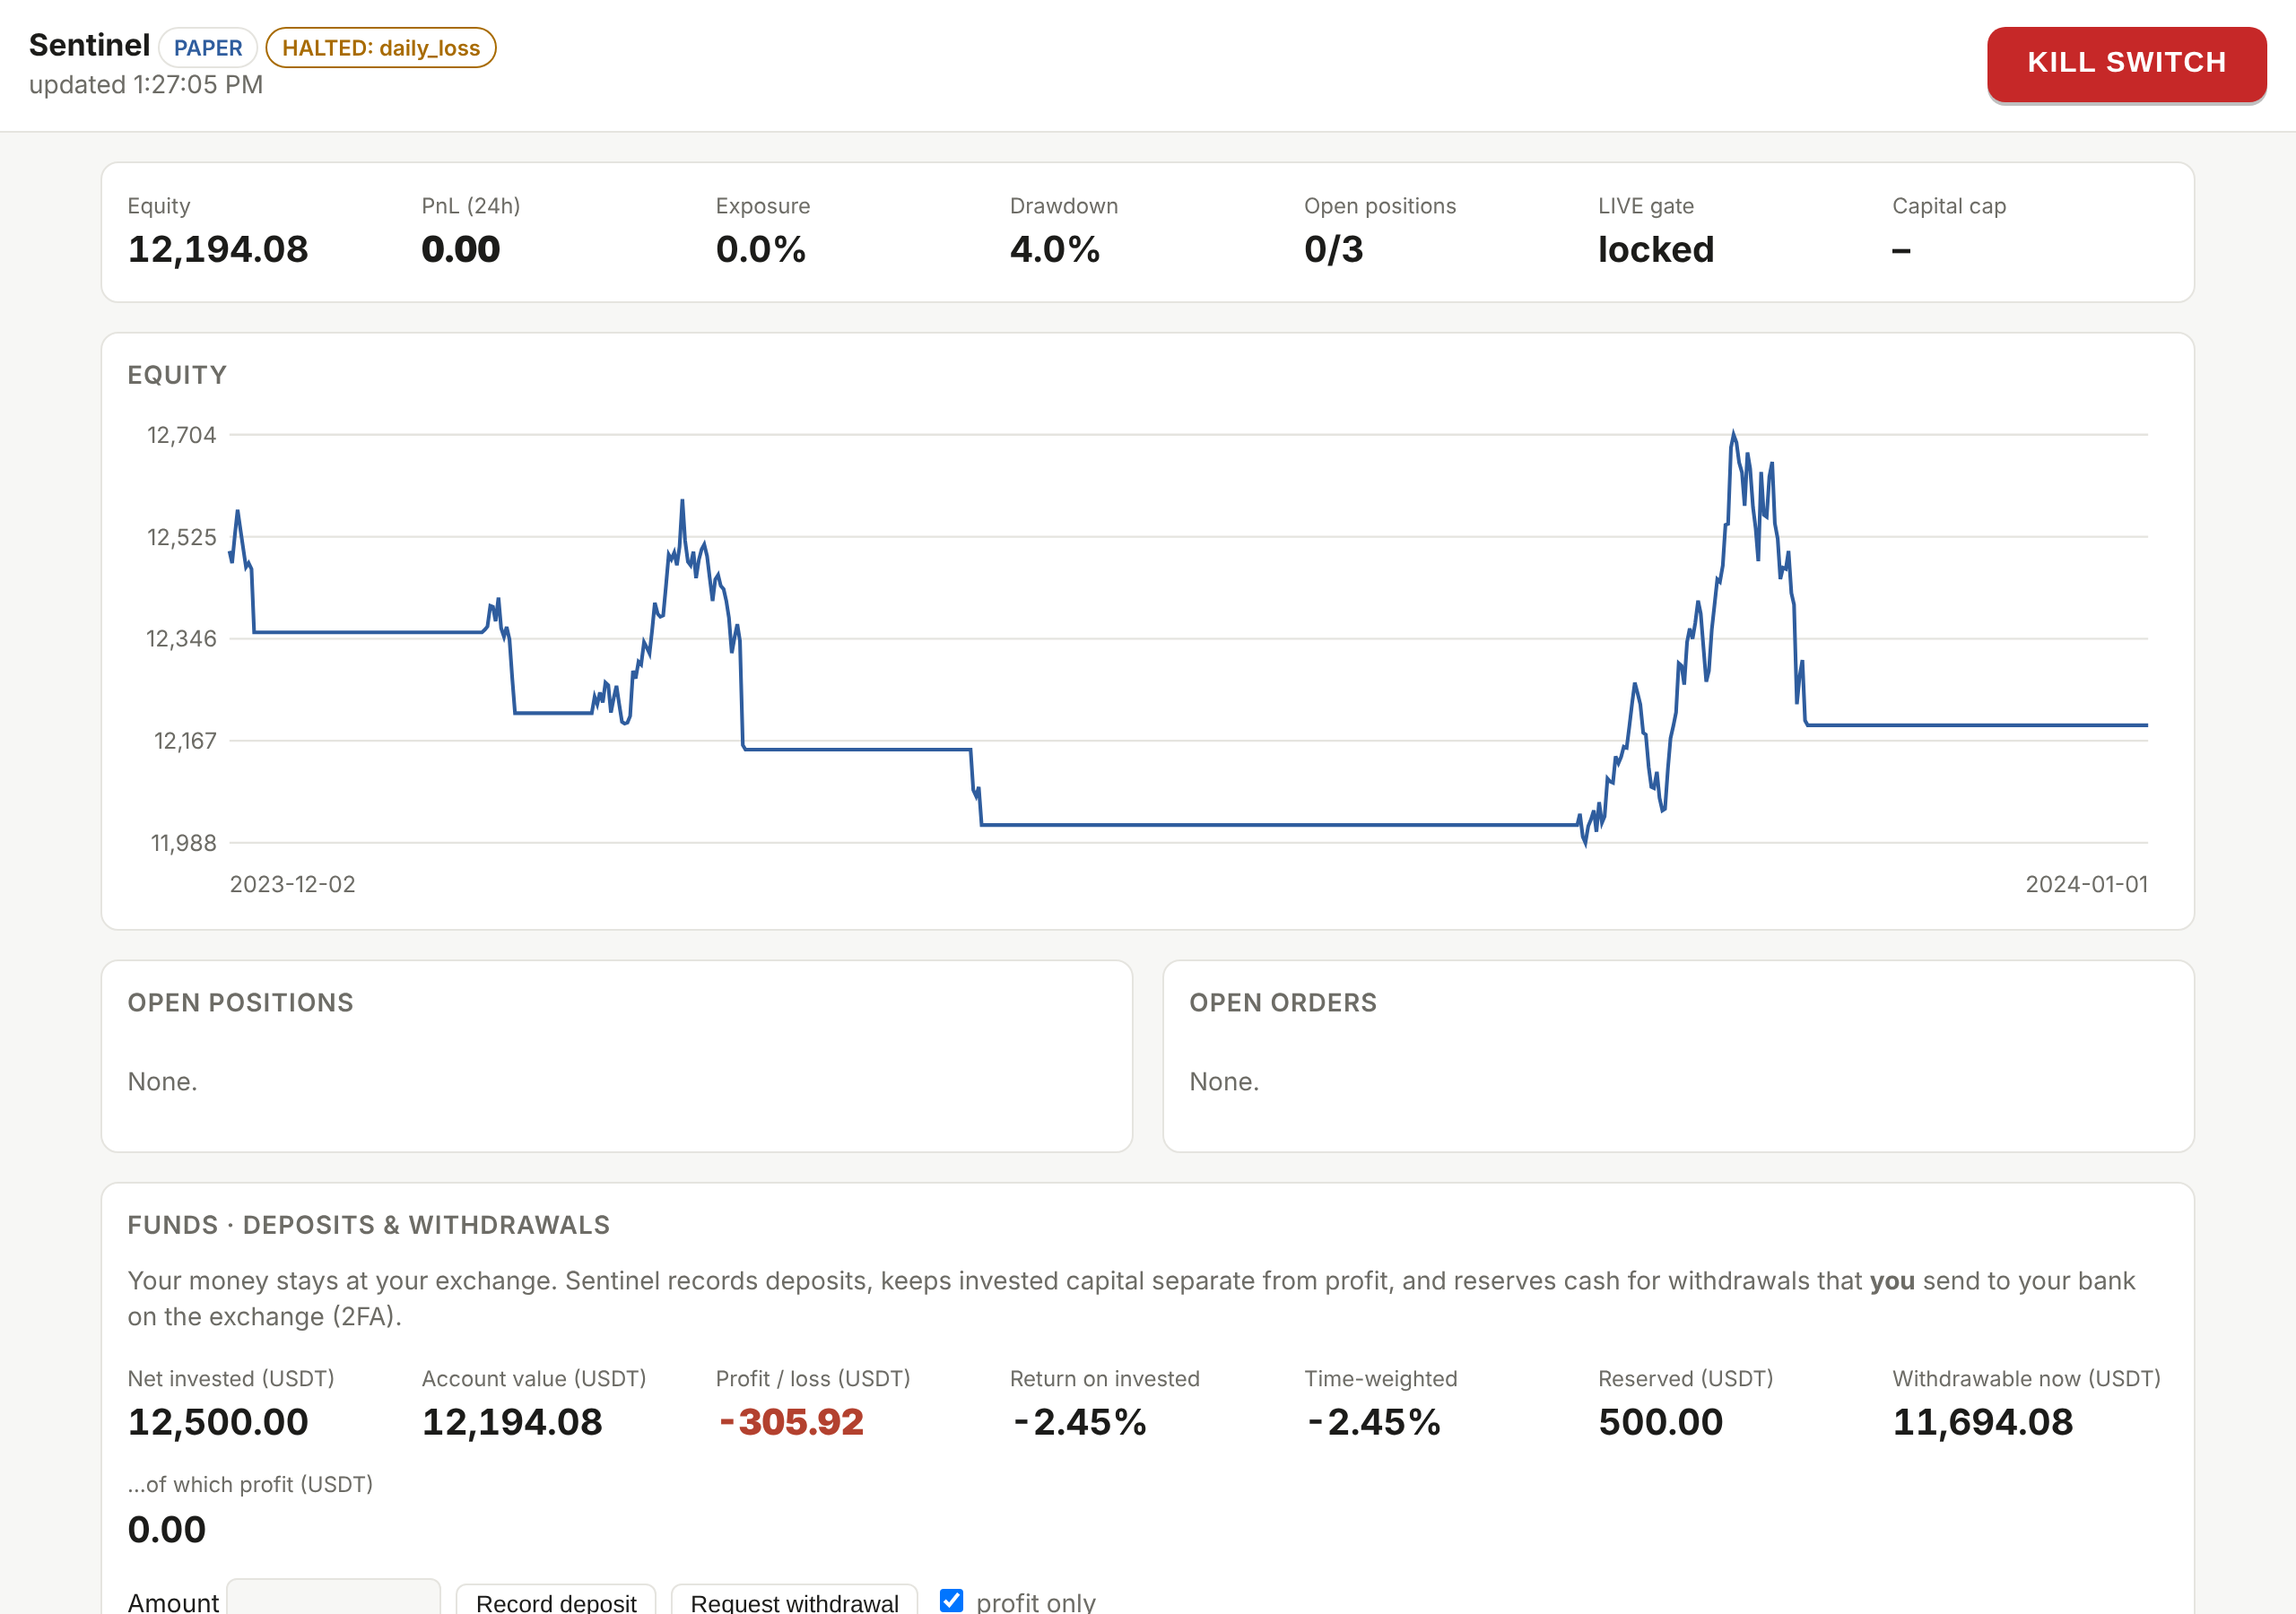 Sentinel PAPER HALTED: daily_loss
updated 1:27:05 PM
KILL SWITCH
Equity PnL (24h) Exposure Drawdown Open positions LIVE gate Capital cap
12,194.08 0.00 0.0% 4.0% 0/3 locked –
EQUITY
12,704
12,525
12,346
12,167
11,988
2023-12-02 2024-01-01
OPEN POSITIONS
None.
OPEN ORDERS
None.
FUNDS · DEPOSITS & WITHDRAWALS
Your money stays at your exchange. Sentinel records deposits, keeps invested capital separate from profit, and reserves cash for withdrawals that you send to your bank
on the exchange (2FA).
Net invested (USDT) Account value (USDT) Profit / loss (USDT) Return on invested Time-weighted Reserved (USDT) Withdrawable now (USDT)
12,500.00 12,194.08 -305.92 -2.45% -2.45% 500.00 11,694.08
...of which profit (USDT)
0.00
Amount Record deposit Request withdrawal profit only